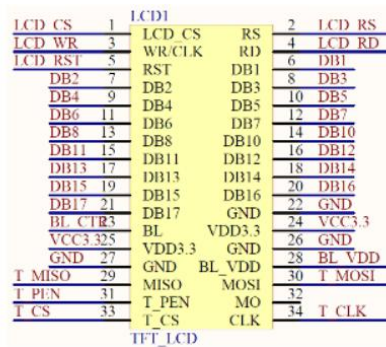 LCD1
LCD_CS 1 LCD_CS RS 2 LCD_RS
LCD_WR 3 WR/CLK RD 4 LCD_RD
LCD_RST 5 RST DB1 6 DB1
DB2 7 DB2 DB3 8 DB3
DB4 9 DB4 DB5 10 DB5
DB6 11 DB6 DB7 12 DB7
DB8 13 DB8 DB10 14 DB10
DB11 15 DB11 DB12 16 DB12
DB13 17 DB13 DB14 18 DB14
DB15 19 DB15 DB16 20 DB16
DB17 21 DB17 GND 22 GND
BL_CTR 23 BL VDD3.3 24 VCC3.3
VCC3.3 25 VDD3.3 GND 26 GND
GND 27 GND BL_VDD 28 BL_VDD
T_MISO 29 MISO MOSI 30 T_MOSI
T_PEN 31 T_PEN MO 32
T_CS 33 T_CS CLK 34 T_CLK
TFT_LCD